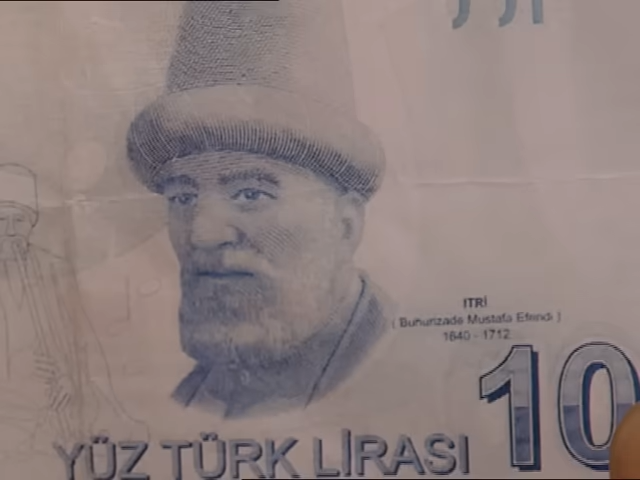 ITRİ
( Buhurizade Mustafa Efendi )
1640 - 1712
10
YÜZ TÜRK LİRASI